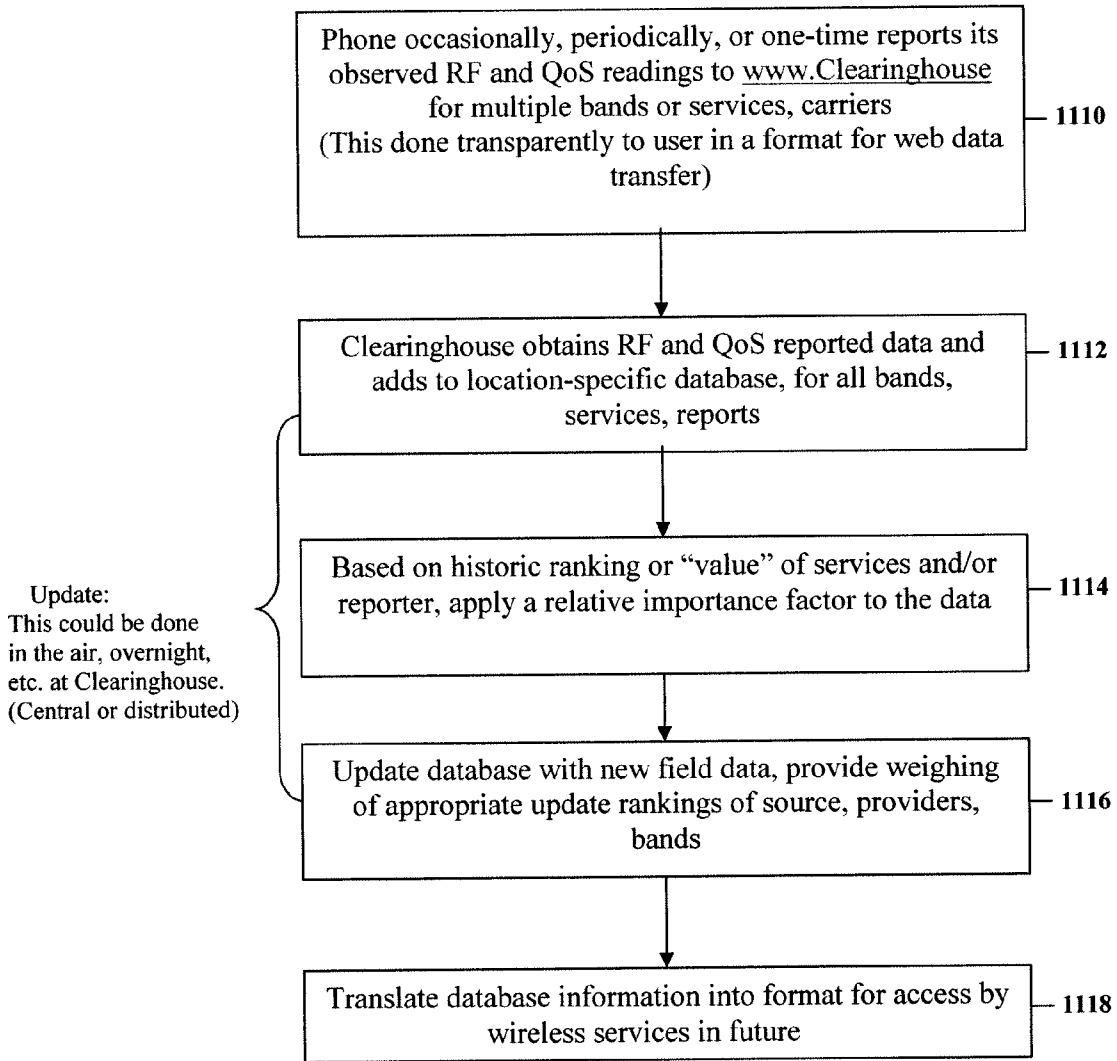 Phone occasionally, periodically, or one-time reports its
observed RF and QoS readings to www.Clearinghouse
for multiple bands or services, carriers
(This done transparently to user in a format for web data
transfer)
1110
Clearinghouse obtains RF and QoS reported data and
adds to location-specific database, for all bands,
services, reports
1112
Based on historic ranking or “value” of services and/or
reporter, apply a relative importance factor to the data
1114
Update:
This could be done
in the air, overnight,
etc. at Clearinghouse.
(Central or distributed)
Update database with new field data, provide weighing
of appropriate update rankings of source, providers,
bands
1116
Translate database information into format for access by
wireless services in future
1118